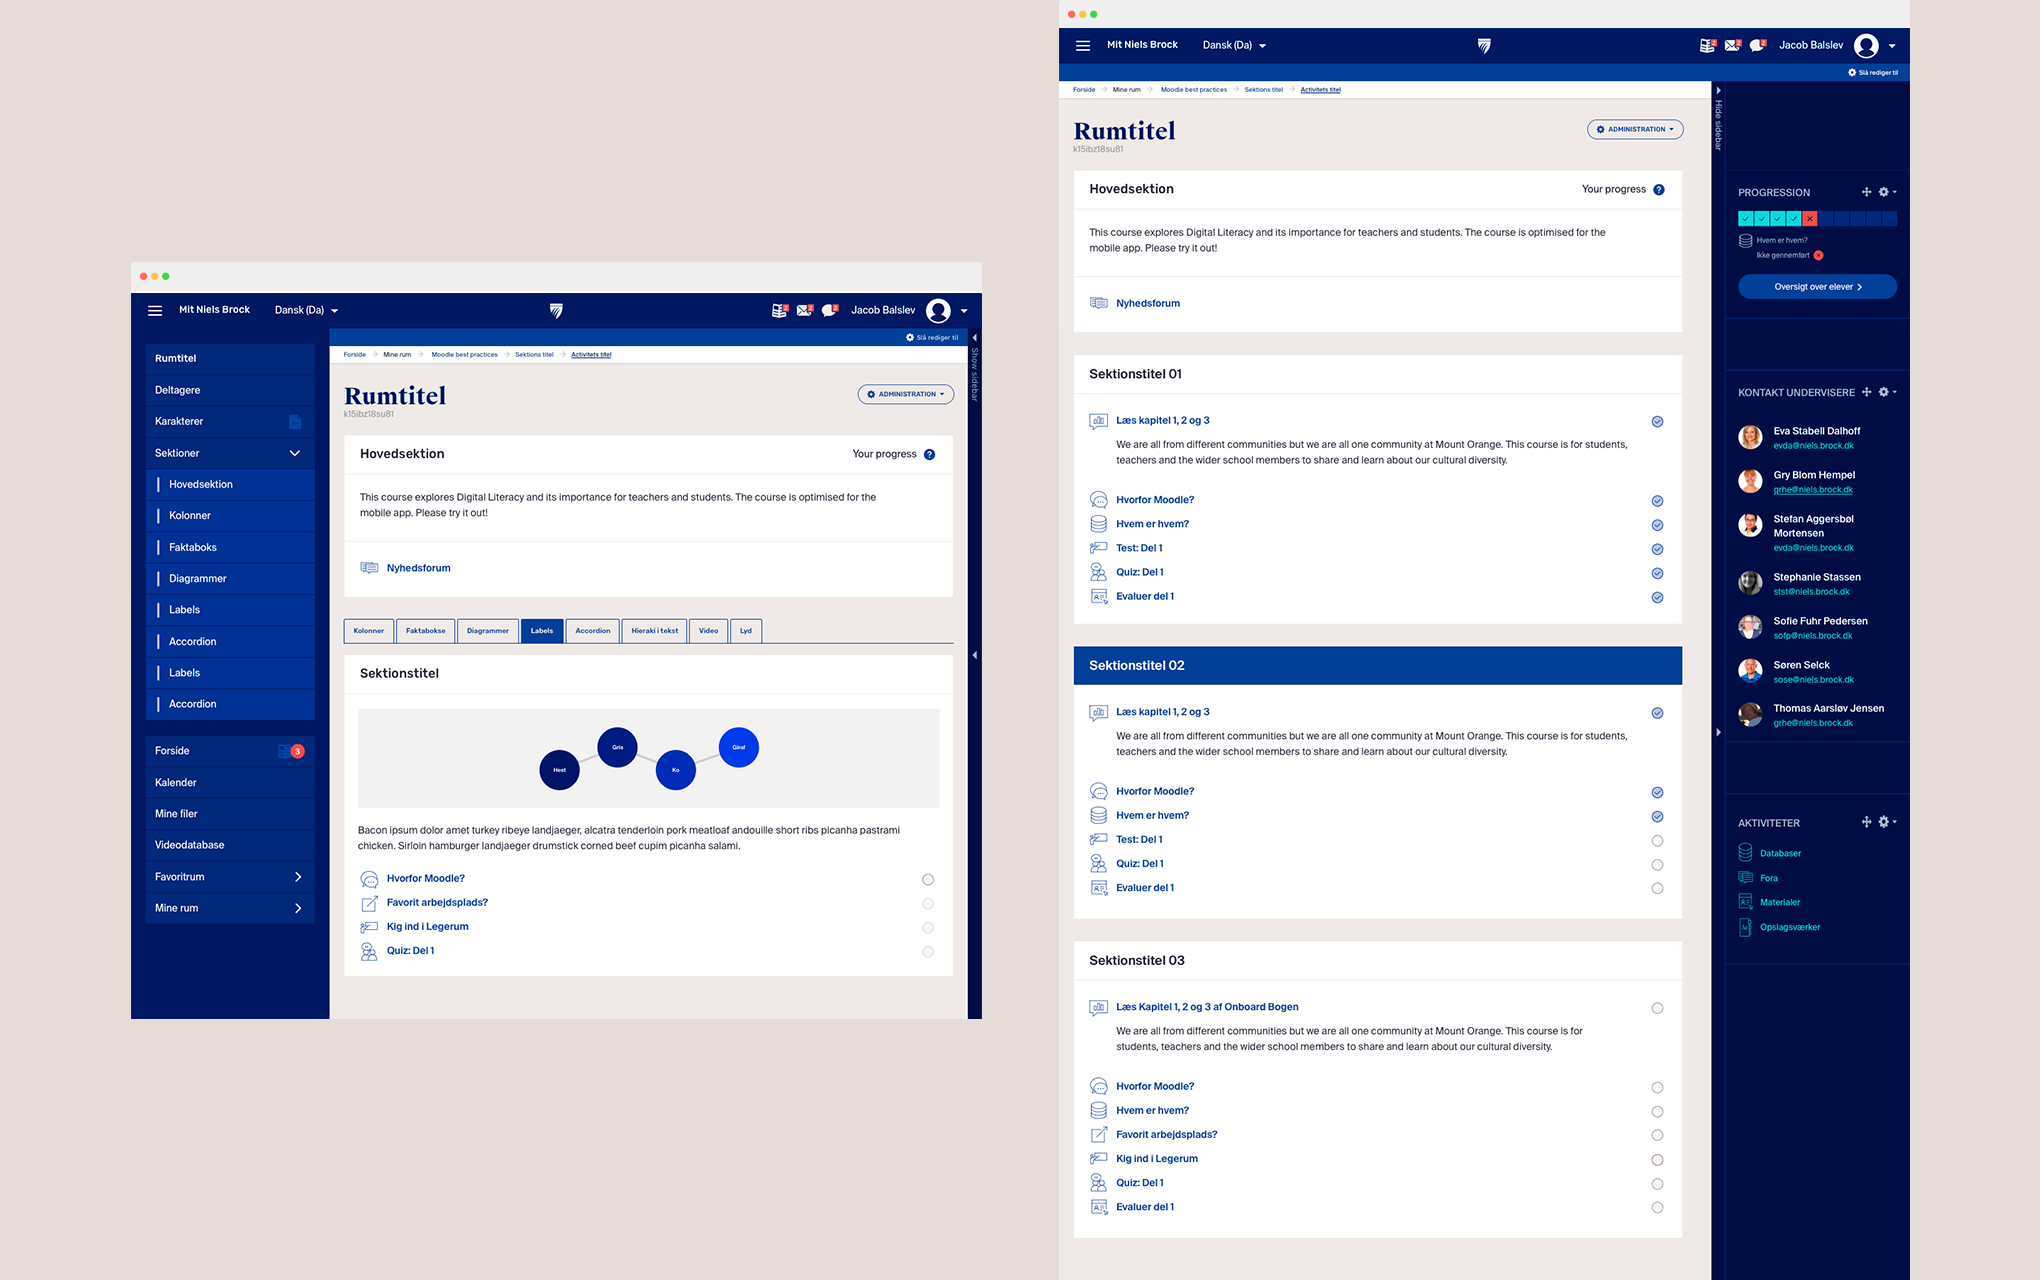 Mit Niels Brock
Dansk (Da)
2
2
2
Jacob Balslev
Slå rediger til
Rumtitel
Deltagere
Karakterer
Sektioner
Hovedsektion
Kolonner
Faktaboks
Diagrammer
Labels
Accordion
Labels
Accordion
Forside
3
Kalender
Mine filer
Videodatabase
Favoritrum
Mine rum
Forside
Mine rum
Moodle best practices
Sektions titel
Activitets titel
Show sidebar
Rumtitel
k15ibz18su81
ADMINISTRATION
Hovedsektion
Your progress ?
This course explores Digital Literacy and its importance for teachers and students. The course is optimised for the
mobile app. Please try it out!
Nyhedsforum
Kolonner
Faktabokse
Diagrammer
Labels
Accordion
Hieraki i tekst
Video
Lyd
Sektionstitel
Hest
Gris
Ko
Giraf
Bacon ipsum dolor amet turkey ribeye landjaeger, alcatra tenderloin pork meatloaf andouille short ribs picanha pastrami
chicken. Sirloin hamburger landjaeger drumstick corned beef cupim picanha salami.
Hvorfor Moodle?
Favorit arbejdsplads?
Kig ind i Legerum
Quiz: Del 1
Mit Niels Brock
Dansk (Da)
2
2
2
Jacob Balslev
Slå rediger til
Forside
Mine rum
Moodle best practices
Sektions titel
Activitets titel
Hide sidebar
Rumtitel
k15ibz18su81
ADMINISTRATION
Hovedsektion
Your progress ?
This course explores Digital Literacy and its importance for teachers and students. The course is optimised for the
mobile app. Please try it out!
Nyhedsforum
Sektionstitel 01
Læs kapitel 1, 2 og 3
We are all from different communities but we are all one community at Mount Orange. This course is for students,
teachers and the wider school members to share and learn about our cultural diversity.
Hvorfor Moodle?
Hvem er hvem?
Test: Del 1
Quiz: Del 1
Evaluer del 1
Sektionstitel 02
Læs kapitel 1, 2 og 3
We are all from different communities but we are all one community at Mount Orange. This course is for students,
teachers and the wider school members to share and learn about our cultural diversity.
Hvorfor Moodle?
Hvem er hvem?
Test: Del 1
Quiz: Del 1
Evaluer del 1
Sektionstitel 03
Læs Kapitel 1, 2 og 3 af Onboard Bogen
We are all from different communities but we are all one community at Mount Orange. This course is for
students, teachers and the wider school members to share and learn about our cultural diversity.
Hvorfor Moodle?
Hvem er hvem?
Favorit arbejdsplads?
Kig ind i Legerum
Quiz: Del 1
Evaluer del 1
PROGRESSION
Hvem er hvem?
Ikke gennemført
Oversigt over elever
KONTAKT UNDERVISERE
Eva Stabell Dalhoff
evda@niels.brock.dk
Gry Blom Hempel
grhe@niels.brock.dk
Stefan Aggersbøl
Mortensen
evda@niels.brock.dk
Stephanie Stassen
stst@niels.brock.dk
Sofie Fuhr Pedersen
sofp@niels.brock.dk
Søren Selck
sose@niels.brock.dk
Thomas Aarsløv Jensen
grhe@niels.brock.dk
AKTIVITETER
Databaser
Fora
Materialer
Opslagsværker